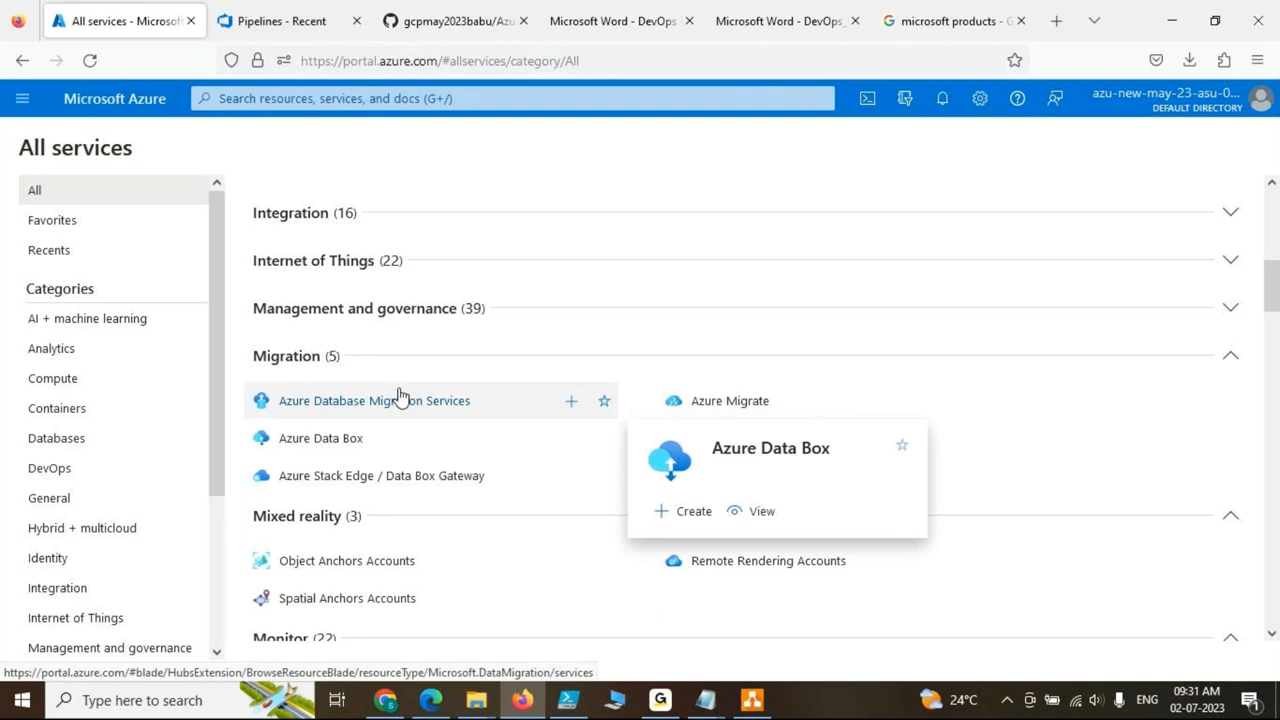 All services - Microsof
Pipelines - Recent
gcpmay2023babu/Azu
Microsoft Word - DevOps -
Microsoft Word - DevOps_
microsoft products - G
https://portal.azure.com/#allservices/category/All
Microsoft Azure
Search resources, services, and docs (G+/)
azu-new-may-23-asu-0...
DEFAULT DIRECTORY
All services
All
Favorites
Recents
Categories
AI + machine learning
Analytics
Compute
Containers
Databases
DevOps
General
Hybrid + multicloud
Identity
Integration
Internet of Things
Management and governance
Integration (16)
Internet of Things (22)
Management and governance (39)
Migration (5)
Azure Database Migration Services
Azure Migrate
Azure Data Box
Azure Stack Edge / Data Box Gateway
Azure Data Box
Create
View
Mixed reality (3)
Object Anchors Accounts
Remote Rendering Accounts
Spatial Anchors Accounts
Monitor (22)
https://portal.azure.com/#blade/HubsExtension/BrowseResourceBlade/resourceType/Microsoft.DataMigration/services
Type here to search
24°C
ENG
09:31 AM
02-07-2023
1